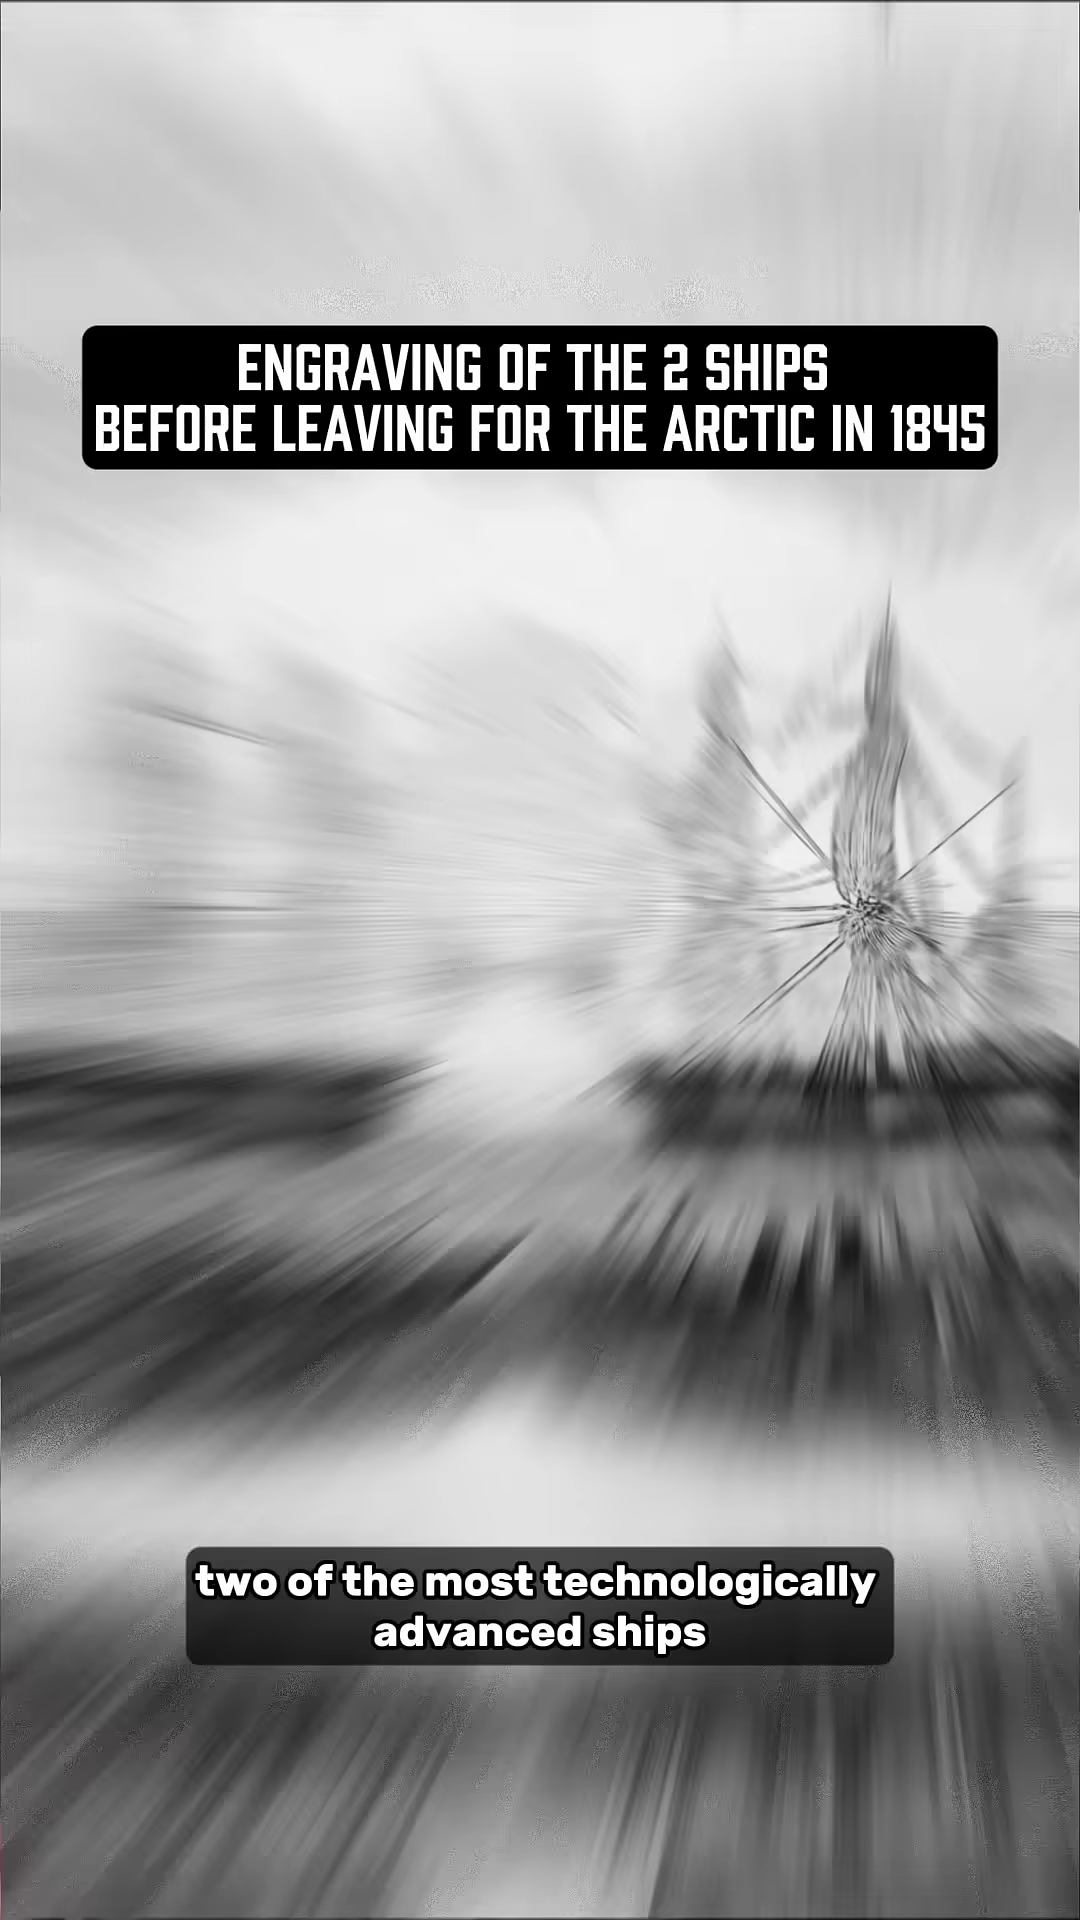 ENGRAVING OF THE 2 SHIPS
BEFORE LEAVING FOR THE ARCTIC IN 1845
two of the most technologically
advanced ships